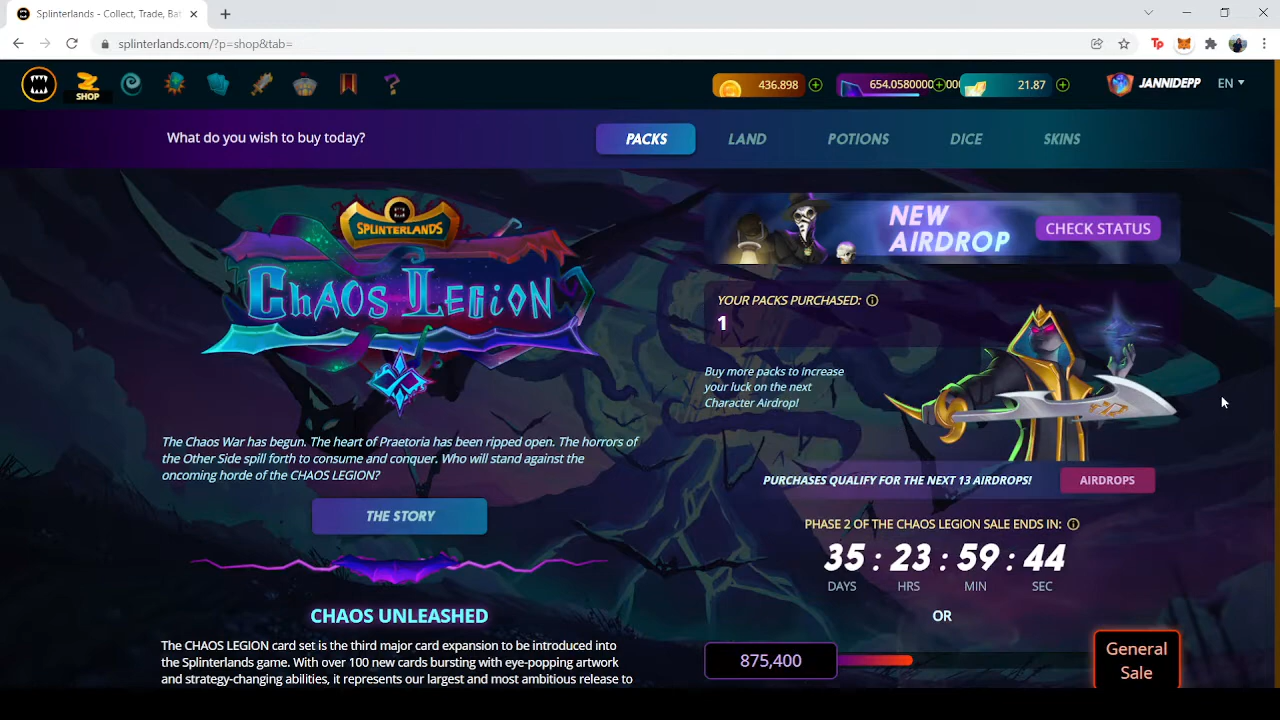 Splinterlands - Collect, Trade, Bat
splinterlands.com/?p=shop&tab=
Tp
SHOP
436.898
654.0580000
21.87
JANNIDEPP
EN
What do you wish to buy today?
PACKS
LAND
POTIONS
DICE
SKINS
SPLINTERLANDS
CHAOS LEGION
NEW
AIRDROP
CHECK STATUS
YOUR PACKS PURCHASED:
1
Buy more packs to increase
your luck on the next
Character Airdrop!
The Chaos War has begun. The heart of Praetoria has been ripped open. The horrors of
the Other Side spill forth to consume and conquer. Who will stand against the
oncoming horde of the CHAOS LEGION?
THE STORY
PURCHASES QUALIFY FOR THE NEXT 13 AIRDROPS!
AIRDROPS
PHASE 2 OF THE CHAOS LEGION SALE ENDS IN:
35 : 23 : 59 : 44
DAYS HRS MIN SEC
OR
CHAOS UNLEASHED
The CHAOS LEGION card set is the third major card expansion to be introduced into
the Splinterlands game. With over 100 new cards bursting with eye-popping artwork
and strategy-changing abilities, it represents our largest and most ambitious release to
875,400
General
Sale